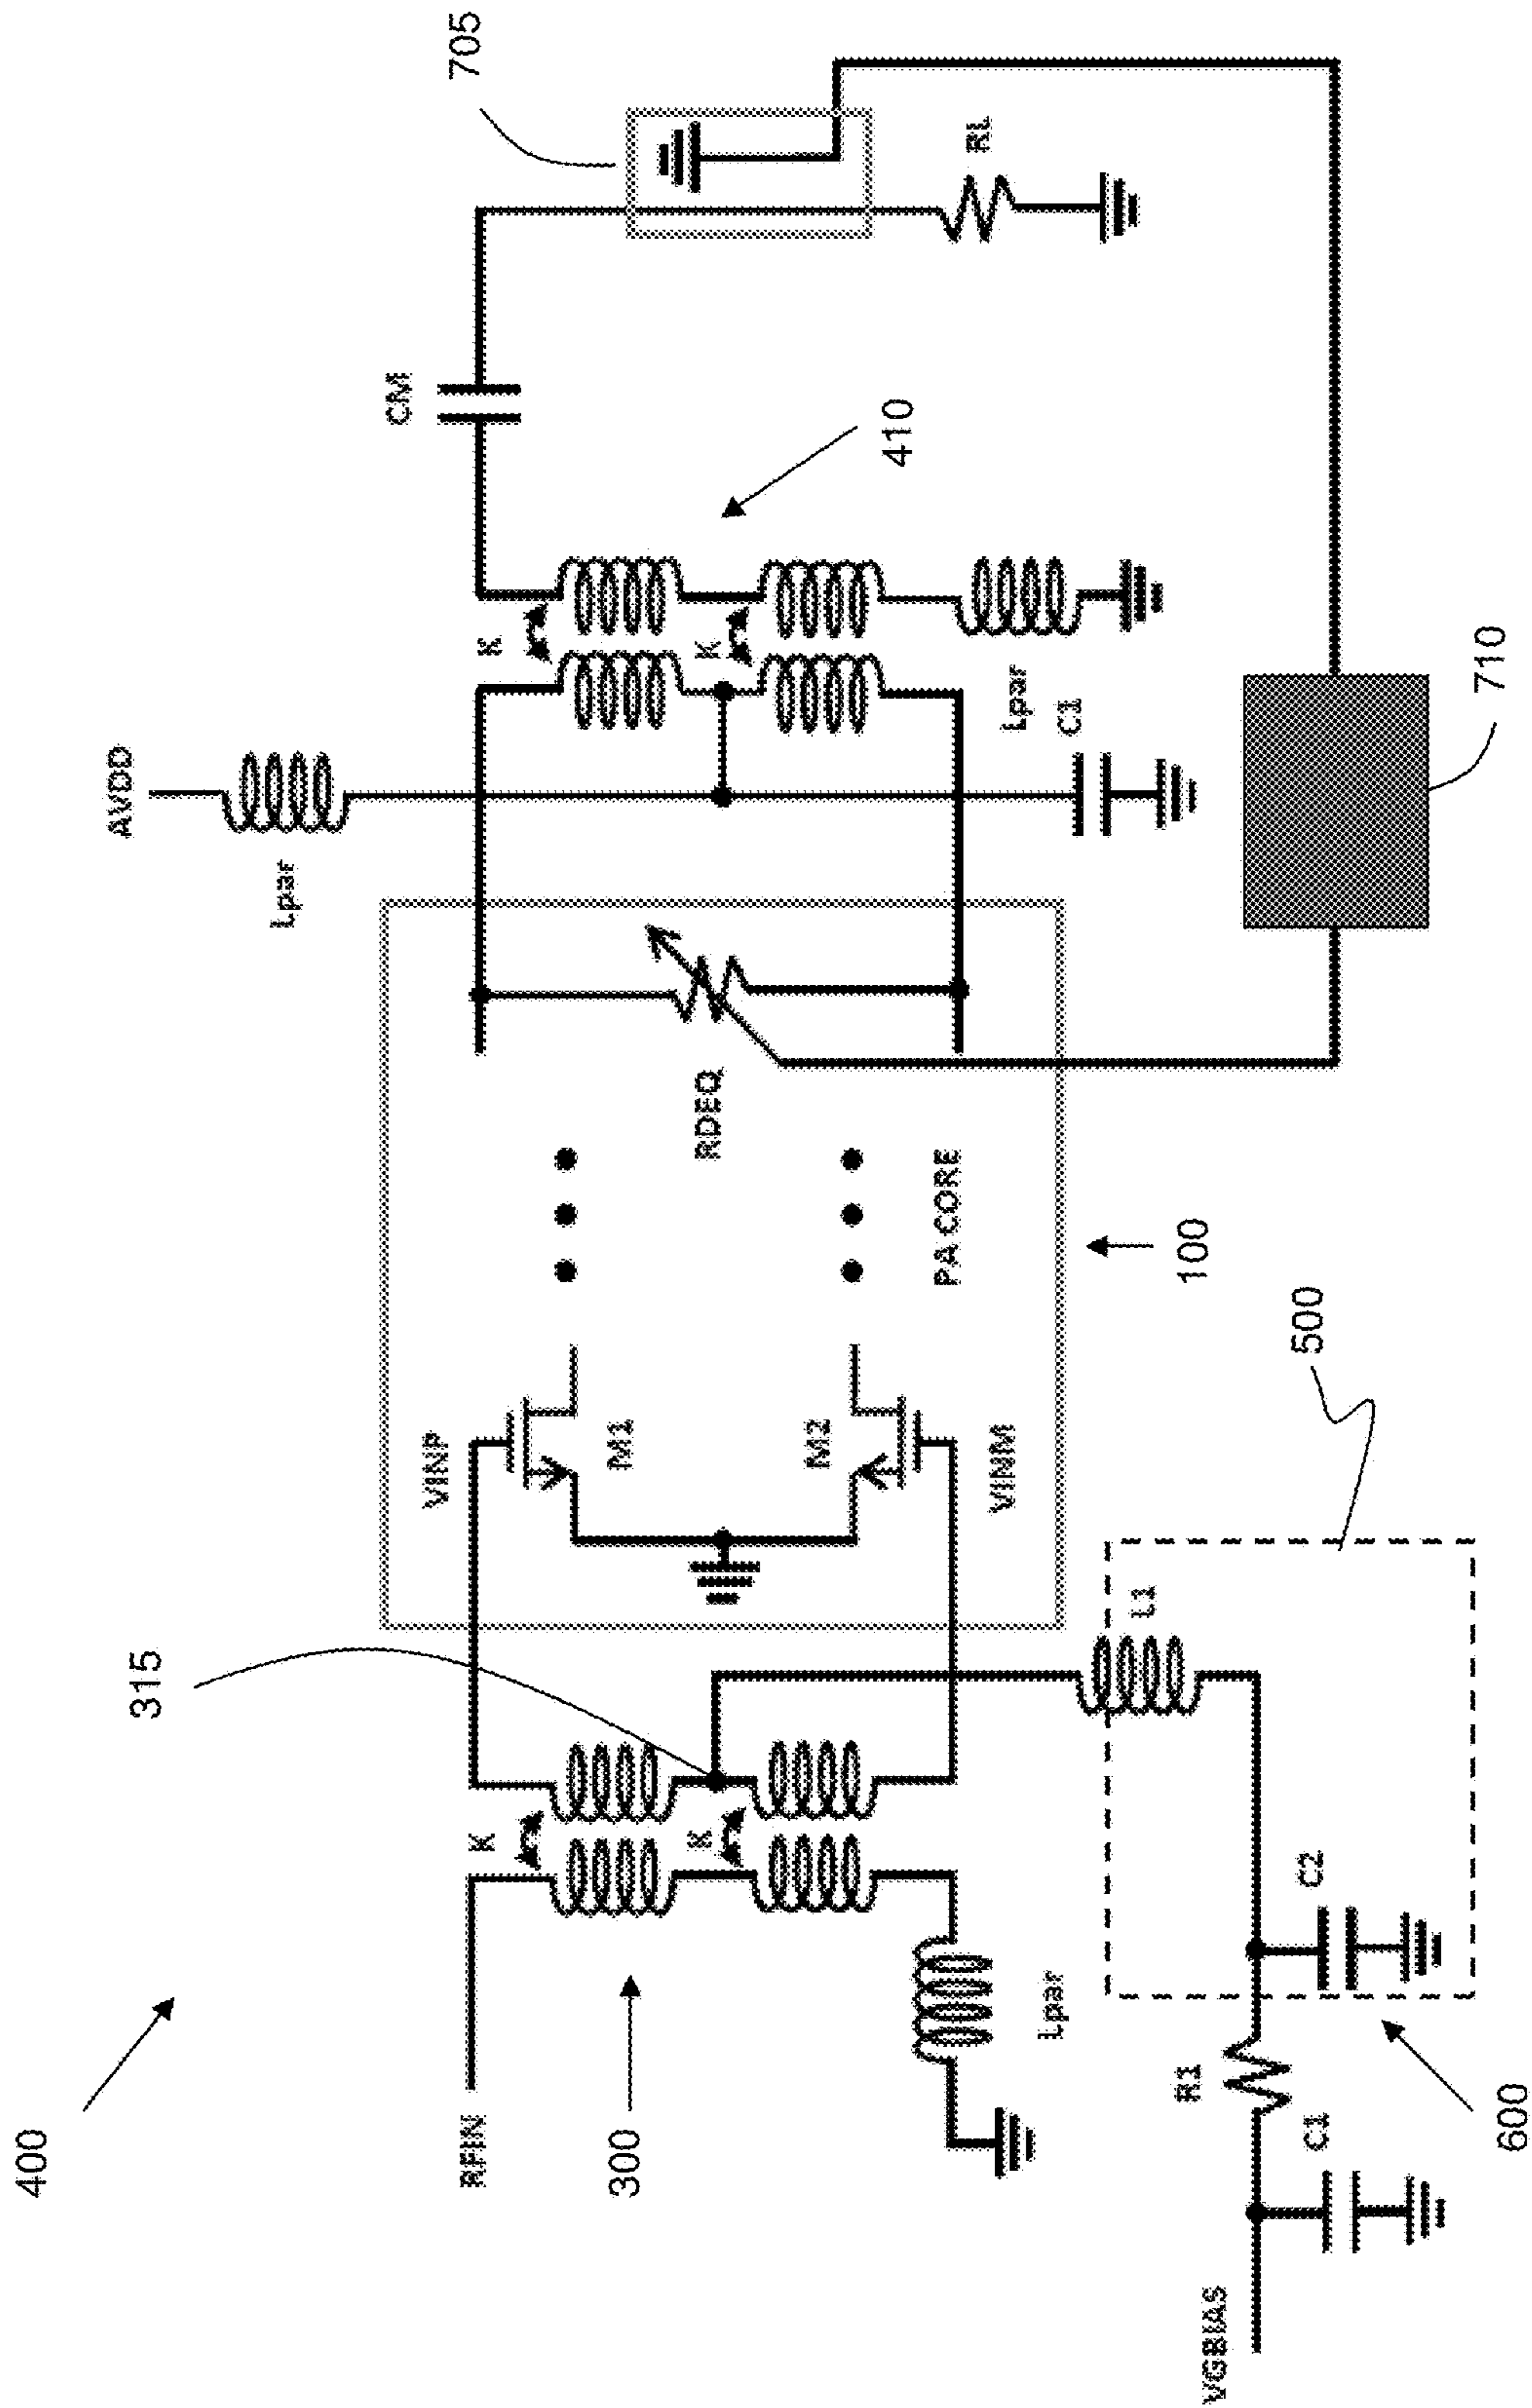 400
RFIN
300
K
K
Lpar
315
VINP
M1
M2
VINM
PA CORE
100
RDEQ
AVDD
Lpar
K
K
410
CM
Lpar
C1
705
RL
710
VGBIAS
C1
R1
C2
L1
500
600